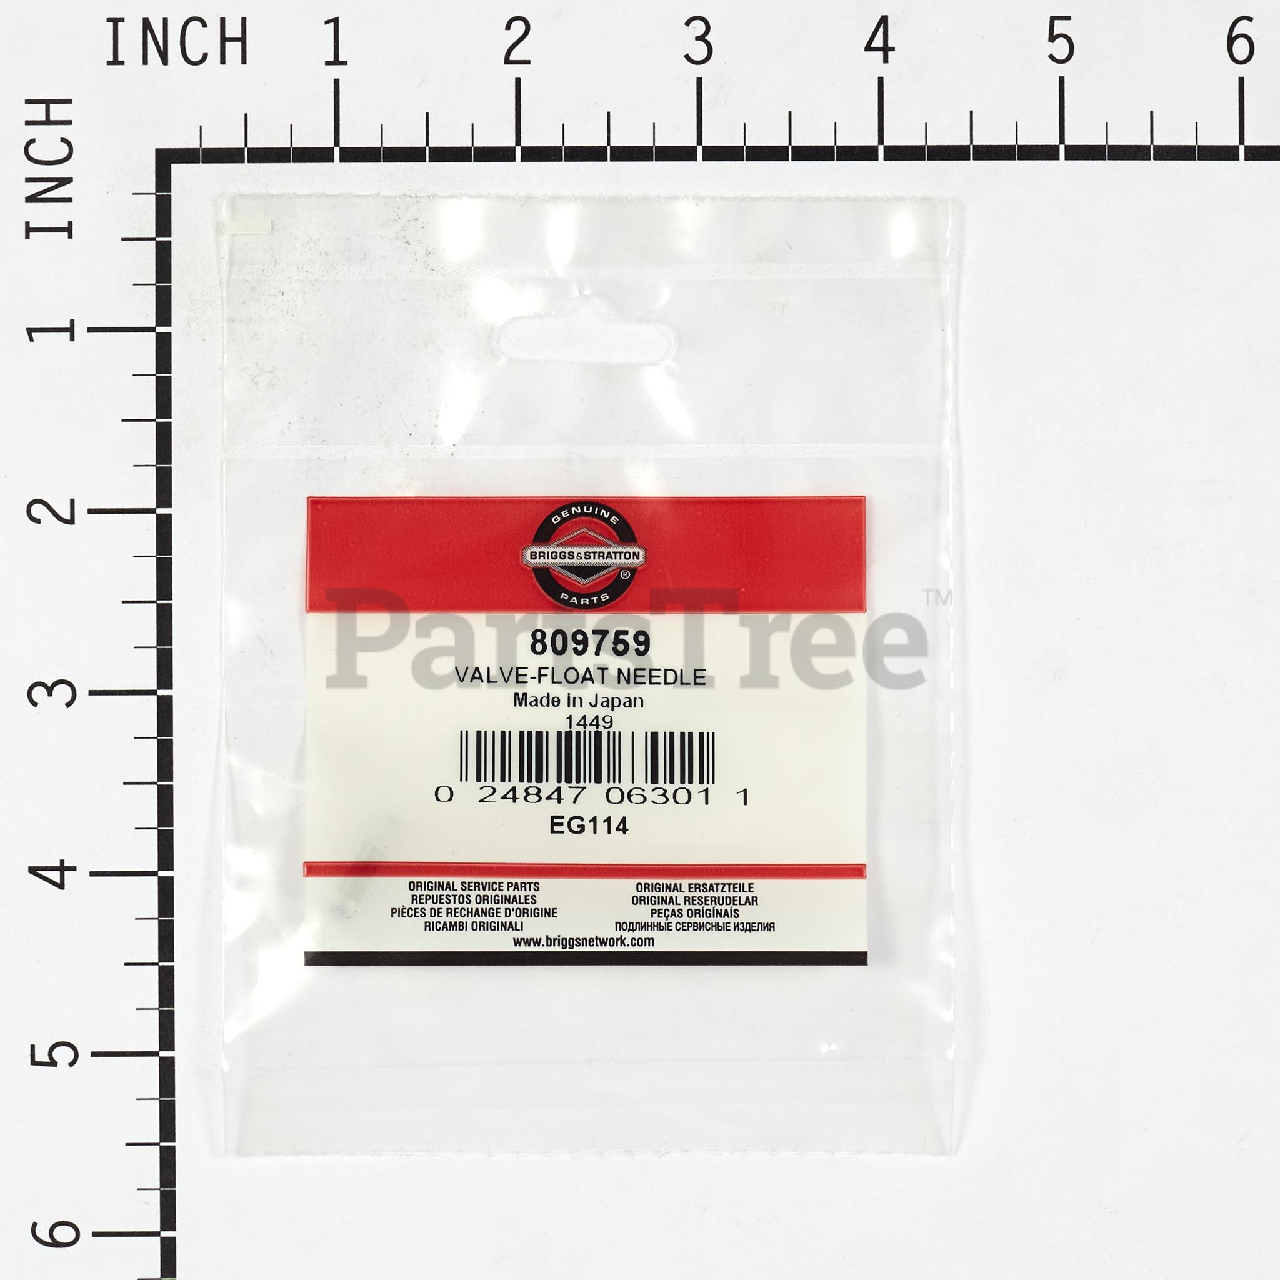 INCH 1 2 3 4 5 6
INCH
1
2
3
4
5
6
GENUINE
BRIGGS&STRATTON
®
PARTS
PartsTree™
809759
VALVE-FLOAT NEEDLE
Made in Japan
1449
0 24847 06301 1
EG114
ORIGINAL SERVICE PARTS
REPUESTOS ORIGINALES
PIÈCES DE RECHANGE D'ORIGINE
RICAMBI ORIGINALI
ORIGINAL ERSATZTEILE
ORIGINAL RESERUDELAR
PEÇAS ORIGÍNAIS
ПОДЛИННЫЕ СЕРВИСНЫЕ ИЗДЕЛИЯ
www.briggsnetwork.com